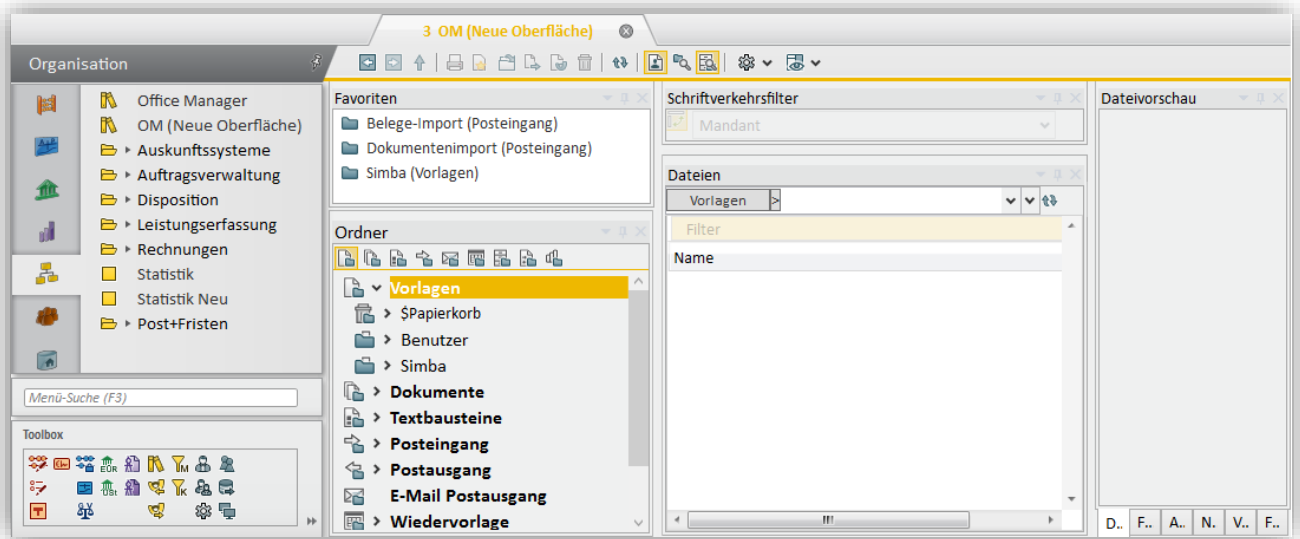 3 OM (Neue Oberfläche)
Organisation
Office Manager
OM (Neue Oberfläche)
Auskunftssysteme
Auftragsverwaltung
Disposition
Leistungserfassung
Rechnungen
Statistik
Statistik Neu
Post+Fristen
Menü-Suche (F3)
Toolbox
EÜR
USt
Favoriten
Belege-Import (Posteingang)
Dokumentenimport (Posteingang)
Simba (Vorlagen)
Ordner
Vorlagen
$Papierkorb
Benutzer
Simba
Dokumente
Textbausteine
Posteingang
Postausgang
E-Mail Postausgang
Wiedervorlage
Schriftverkehrsfilter
Mandant
Dateien
Vorlagen >
Filter
Name
Dateivorschau
D.. F.. A.. N. V.. F..